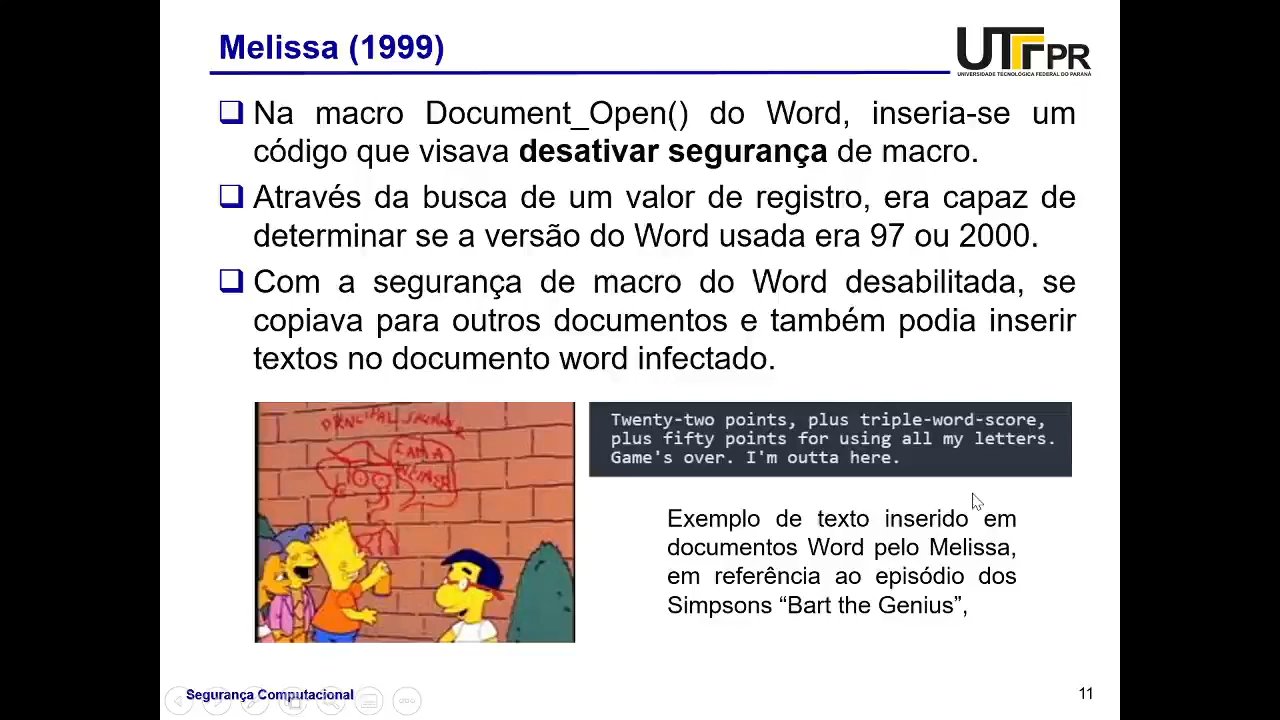 Melissa (1999)
UTFPR
UNIVERSIDADE TECNOLÓGICA FEDERAL DO PARANÁ
Na macro Document_Open() do Word, inseria-se um
código que visava desativar segurança de macro.
Através da busca de um valor de registro, era capaz de
determinar se a versão do Word usada era 97 ou 2000.
Com a segurança de macro do Word desabilitada, se
copiava para outros documentos e também podia inserir
textos no documento word infectado.
PRINCIPAL
I AM A
Twenty-two points, plus triple-word-score,
plus fifty points for using all my letters.
Game's over. I'm outta here.
Exemplo de texto inserido em
documentos Word pelo Melissa,
em referência ao episódio dos
Simpsons “Bart the Genius”,
Segurança Computacional
11